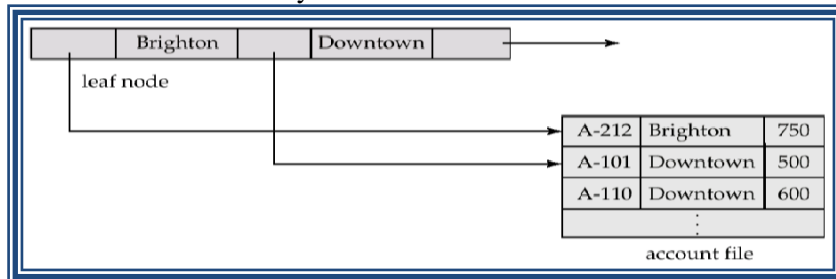 Brighton Downtown
leaf node
A-212 Brighton 750
A-101 Downtown 500
A-110 Downtown 600
⋮
account file